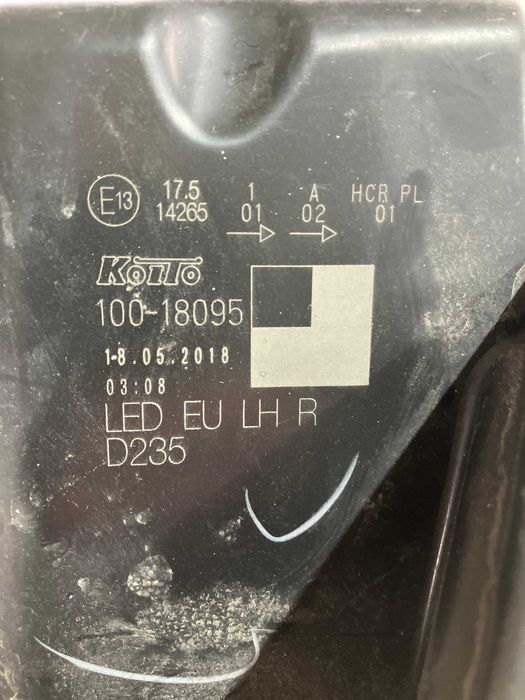 E13 17.5 1 A HCR PL
14265 01 02 01
KOITO
100-18095
18.05.2018
03:08
LED EU LH R
D235